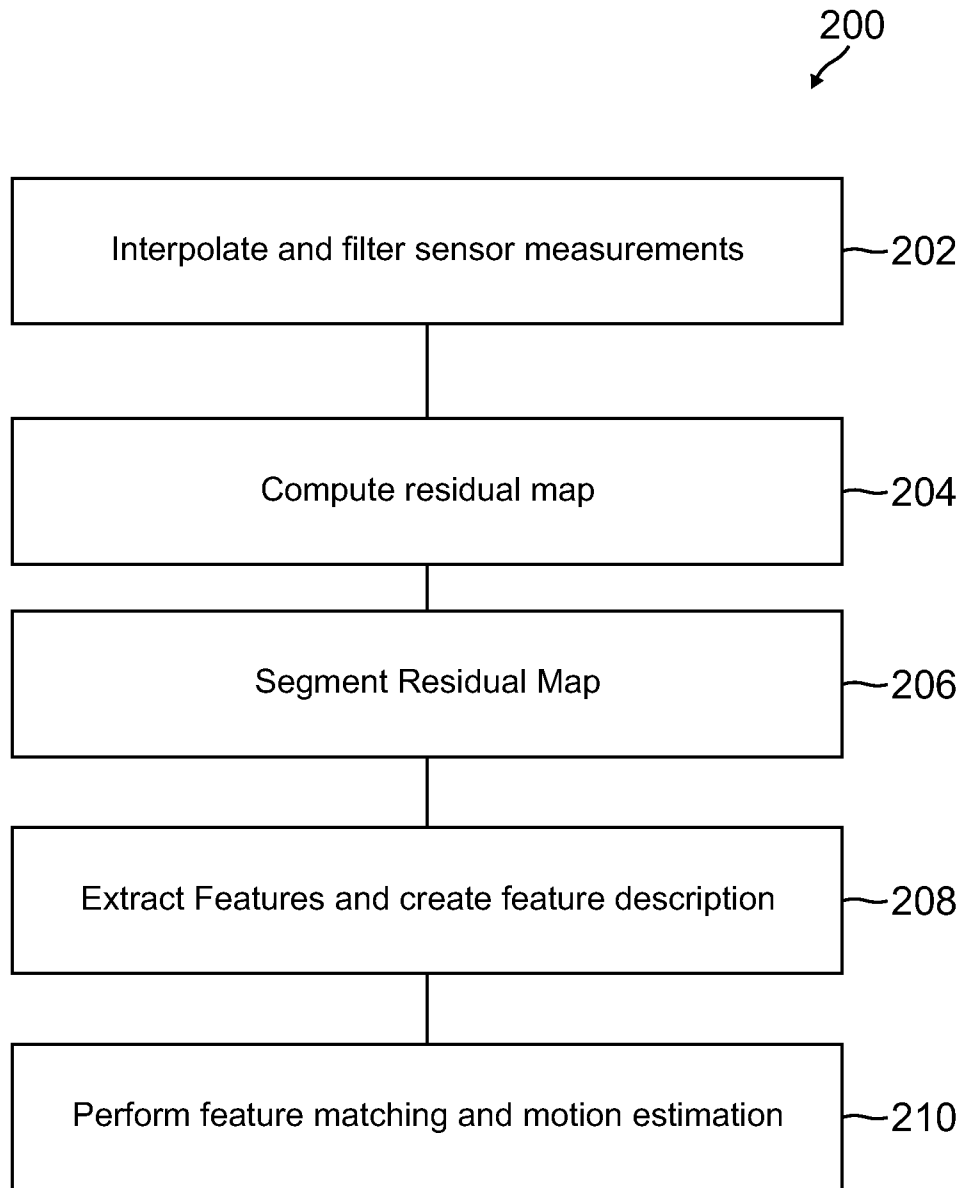 200
Interpolate and filter sensor measurements
202
Compute residual map
204
Segment Residual Map
206
Extract Features and create feature description
208
Perform feature matching and motion estimation
210